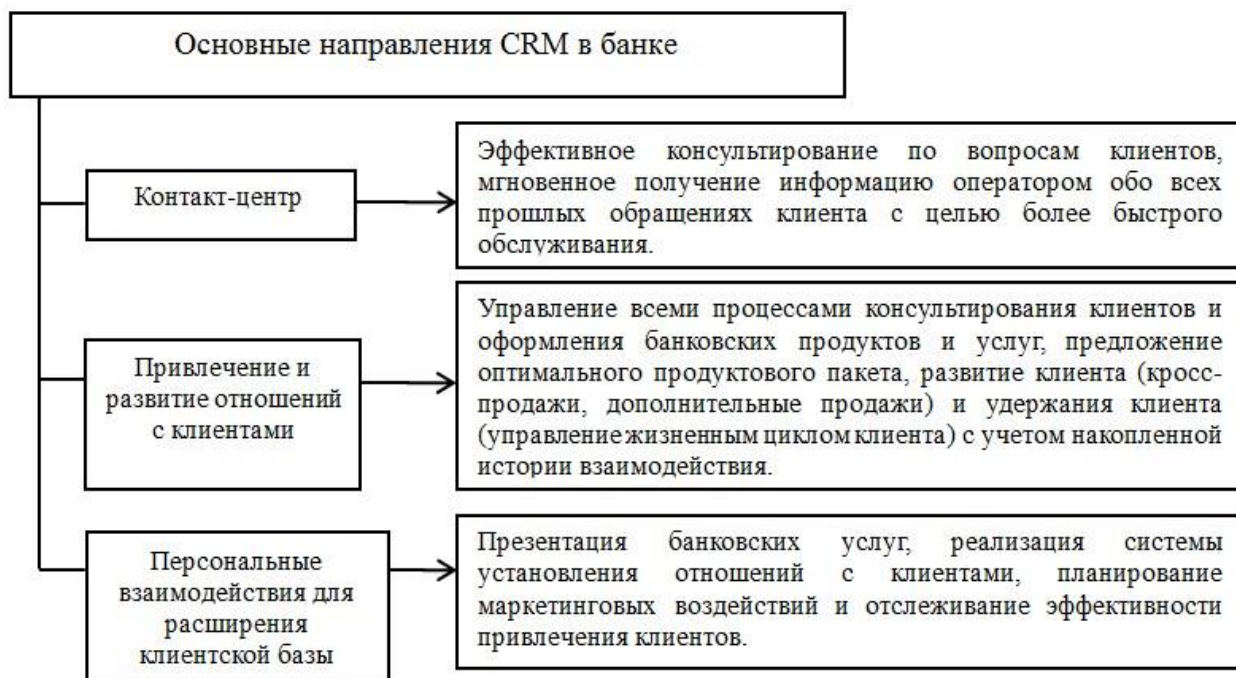 Основные направления CRM в банке
Контакт-центр
Эффективное консультирование по вопросам клиентов,
мгновенное получение информацию оператором обо всех
прошлых обращениях клиента с целью более быстрого
обслуживания.
Привлечение и
развитие отношений
с клиентами
Управление всеми процессами консультирования клиентов и
оформления банковских продуктов и услуг, предложение
оптимального продуктового пакета, развитие клиента (кросс-
продажи, дополнительные продажи) и удержания клиента
(управление жизненным циклом клиента) с учетом накопленной
истории взаимодействия.
Персональные
взаимодействия для
расширения
клиентской базы
Презентация банковских услуг, реализация системы
установления отношений с клиентами, планирование
маркетинговых воздействий и отслеживание эффективности
привлечения клиентов.